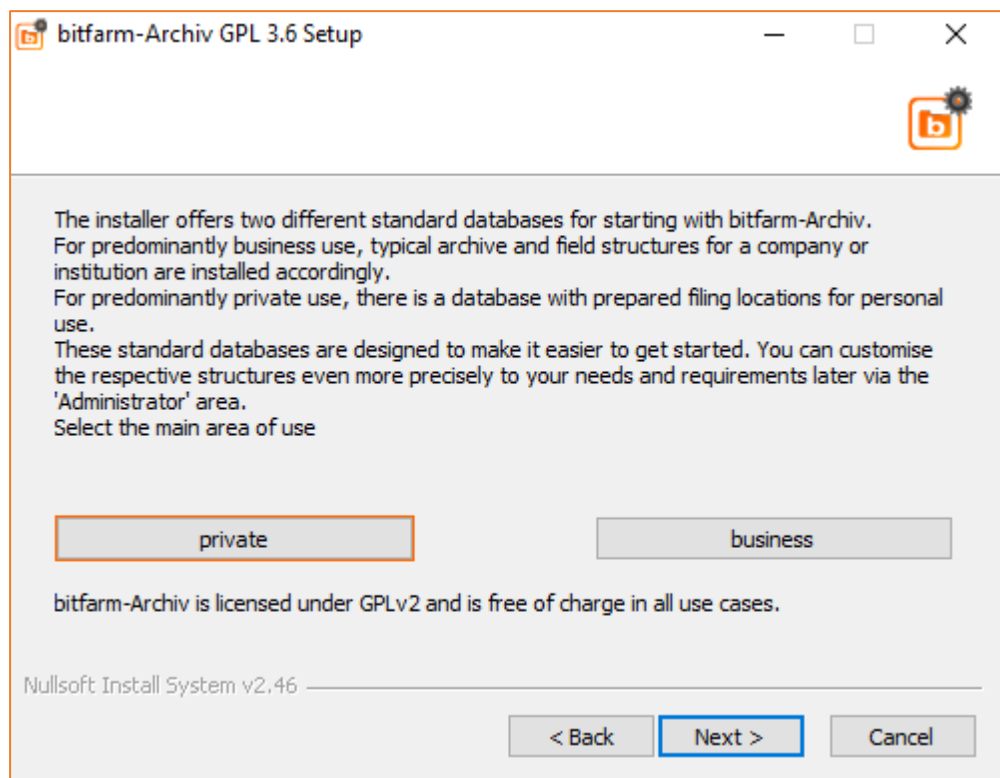 bitfarm-Archiv GPL 3.6 Setup
The installer offers two different standard databases for starting with bitfarm-Archiv.
For predominantly business use, typical archive and field structures for a company or
institution are installed accordingly.
For predominantly private use, there is a database with prepared filing locations for personal
use.
These standard databases are designed to make it easier to get started. You can customise
the respective structures even more precisely to your needs and requirements later via the
'Administrator' area.
Select the main area of use
private
business
bitfarm-Archiv is licensed under GPLv2 and is free of charge in all use cases.
Nullsoft Install System v2.46
< Back
Next >
Cancel